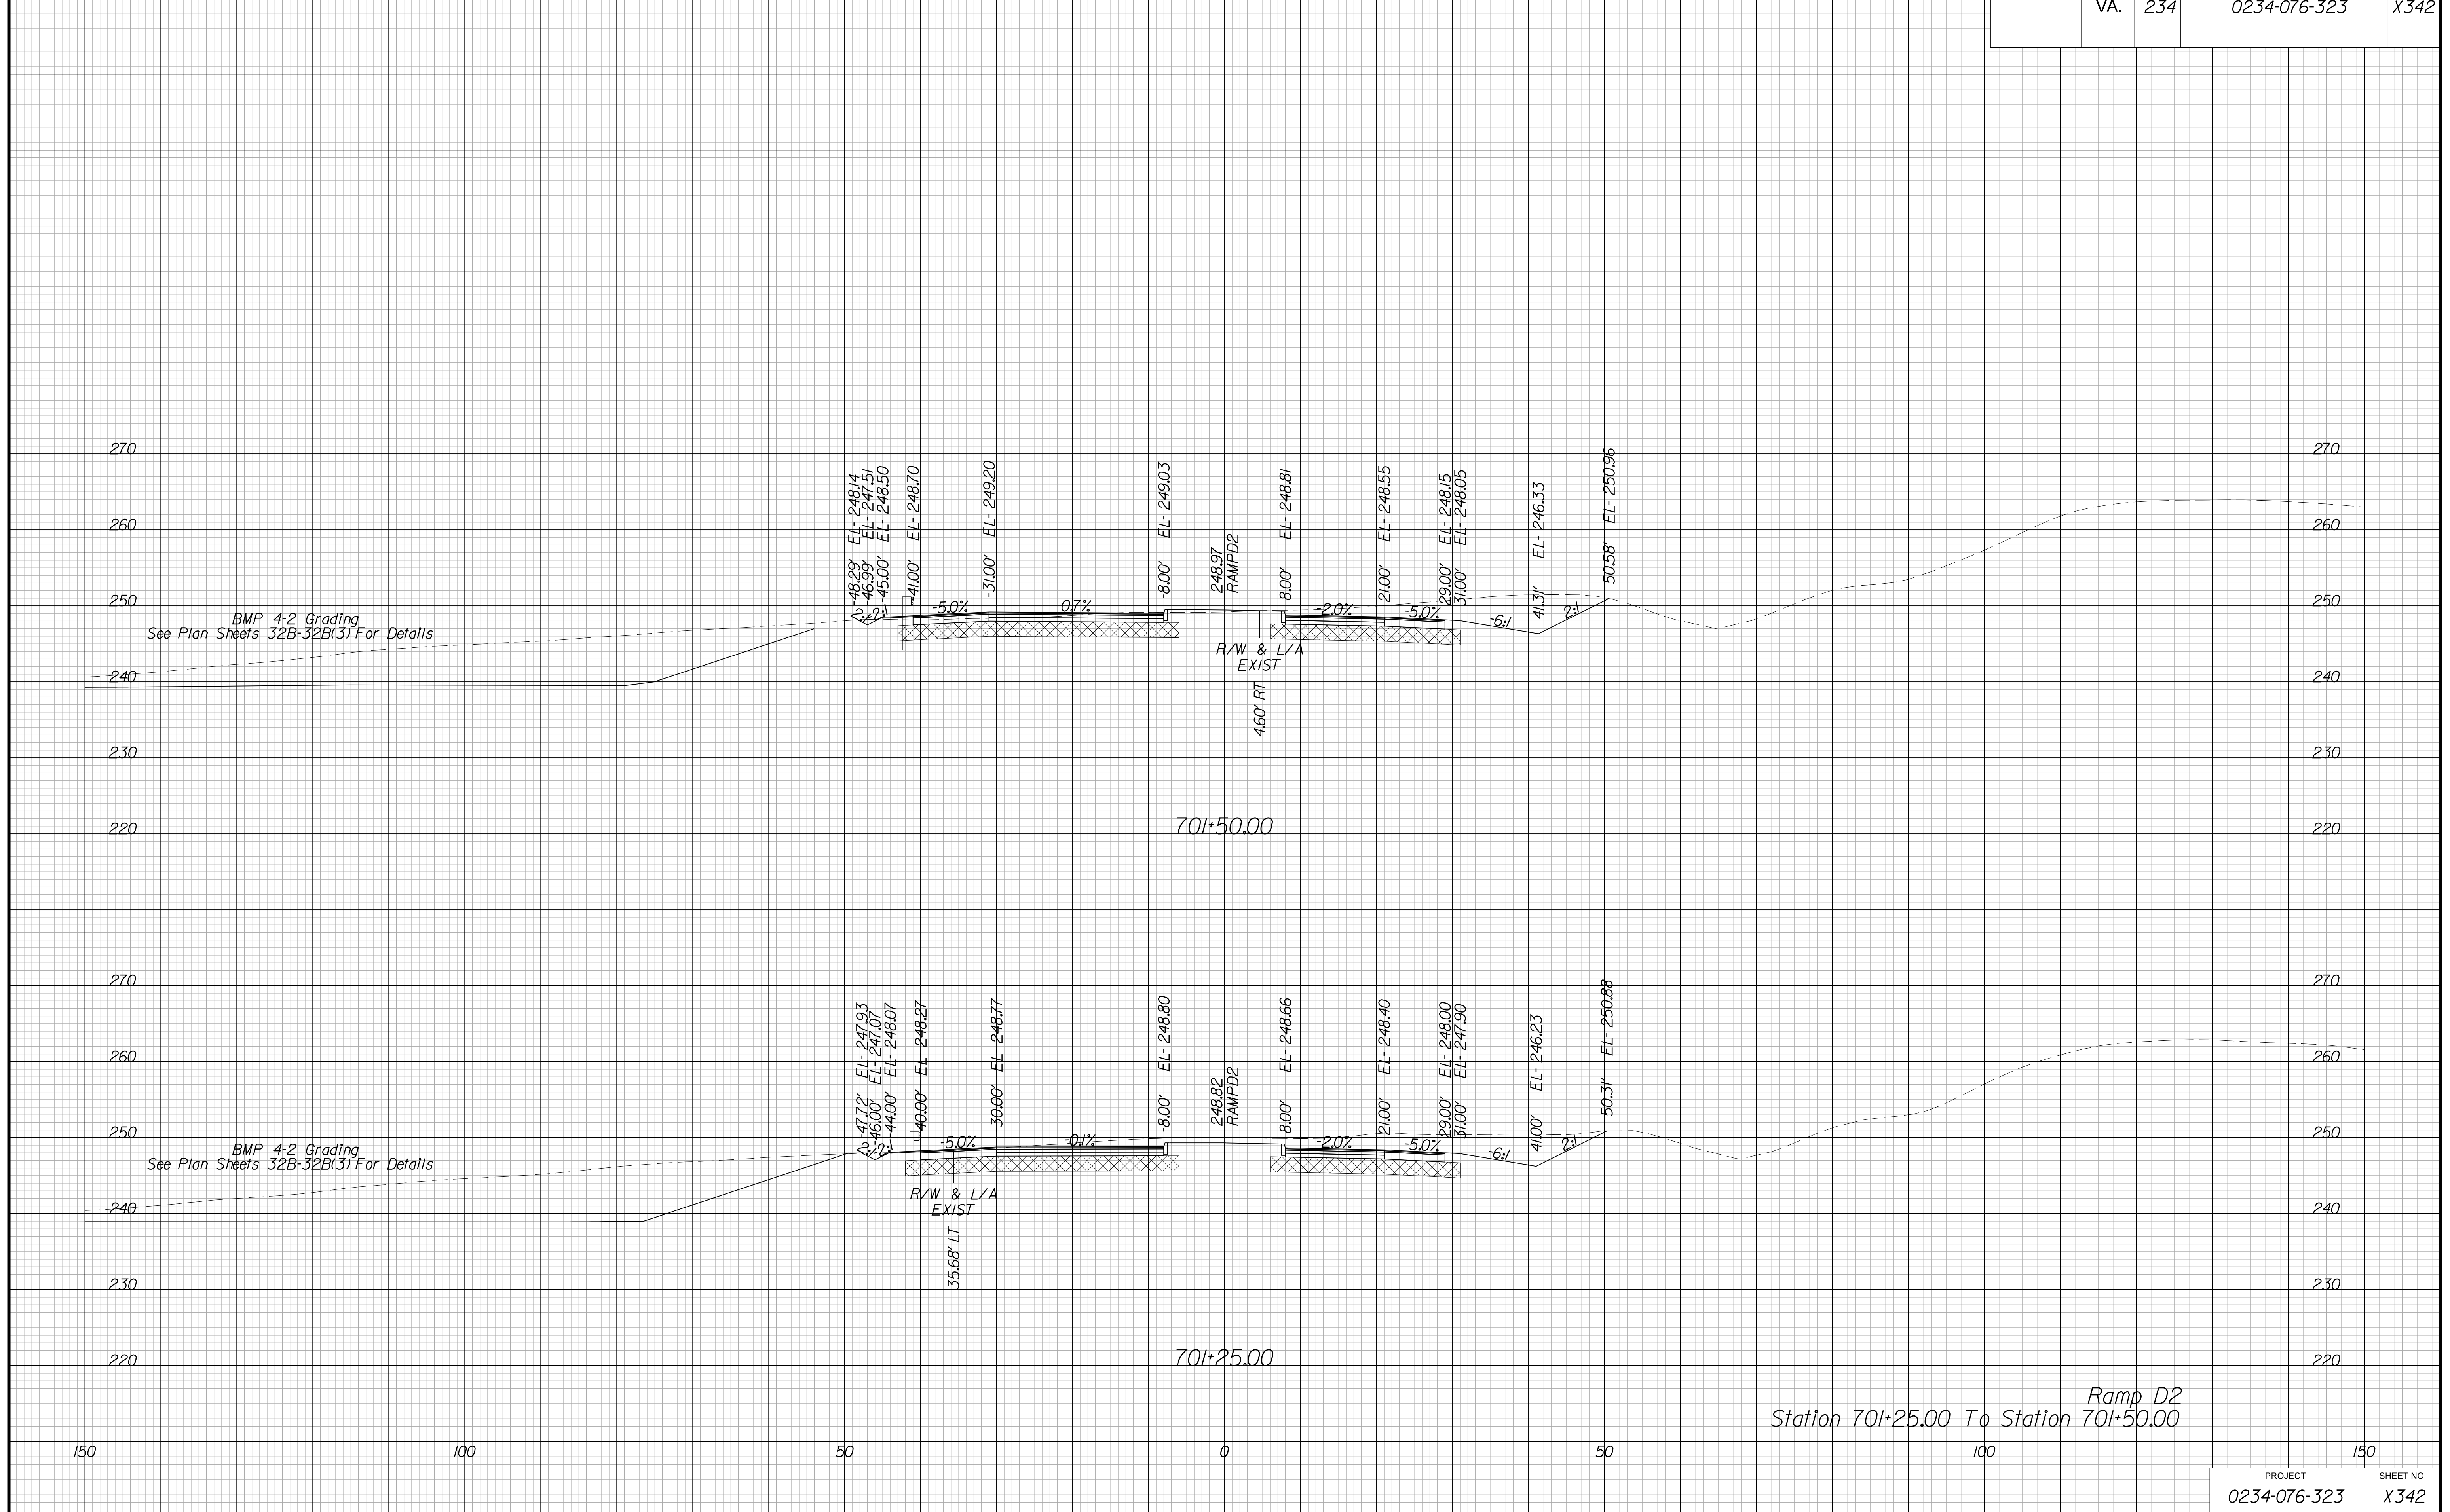 VA. 234 0234-076-323 X342
270 270
260 260
250 250
240 240
230 230
220 220
-48.29' EL- 248.14
-46.99' EL- 247.51
-45.00' EL- 248.50
-41.00' EL- 248.70
-31.00' EL- 249.20
-8.00' EL- 249.03
248.97
RAMPD2
8.00' EL- 248.81
21.00' EL- 248.55
29.00' EL- 248.15
31.00' EL- 248.05
41.31' EL- 246.33
50.58' EL- 250.96
-2:1 -2:1 -5.0% 0.7% -2.0% -5.0% -6:1 2:1
BMP 4-2 Grading
See Plan Sheets 32B-32B(3) For Details
R/W & L/A
EXIST
4.60' RT
701+50.00
270 270
260 260
250 250
240 240
230 230
220 220
-47.72' EL- 247.93
-46.00' EL- 247.07
-44.00' EL- 248.07
-40.00' EL- 248.27
30.00' EL- 248.77
-8.00' EL- 248.80
248.82
RAMPD2
8.00' EL- 248.66
21.00' EL- 248.40
29.00' EL- 248.00
31.00' EL- 247.90
41.00' EL- 246.23
50.31' EL- 250.88
-5.0% -0.1% -2.0% -5.0% -6:1 2:1
BMP 4-2 Grading
See Plan Sheets 32B-32B(3) For Details
R/W & L/A
EXIST
35.68' LT
701+25.00
Ramp D2
Station 701+25.00 To Station 701+50.00
150 100 50 0 50 100 150
PROJECT SHEET NO.
0234-076-323 X342